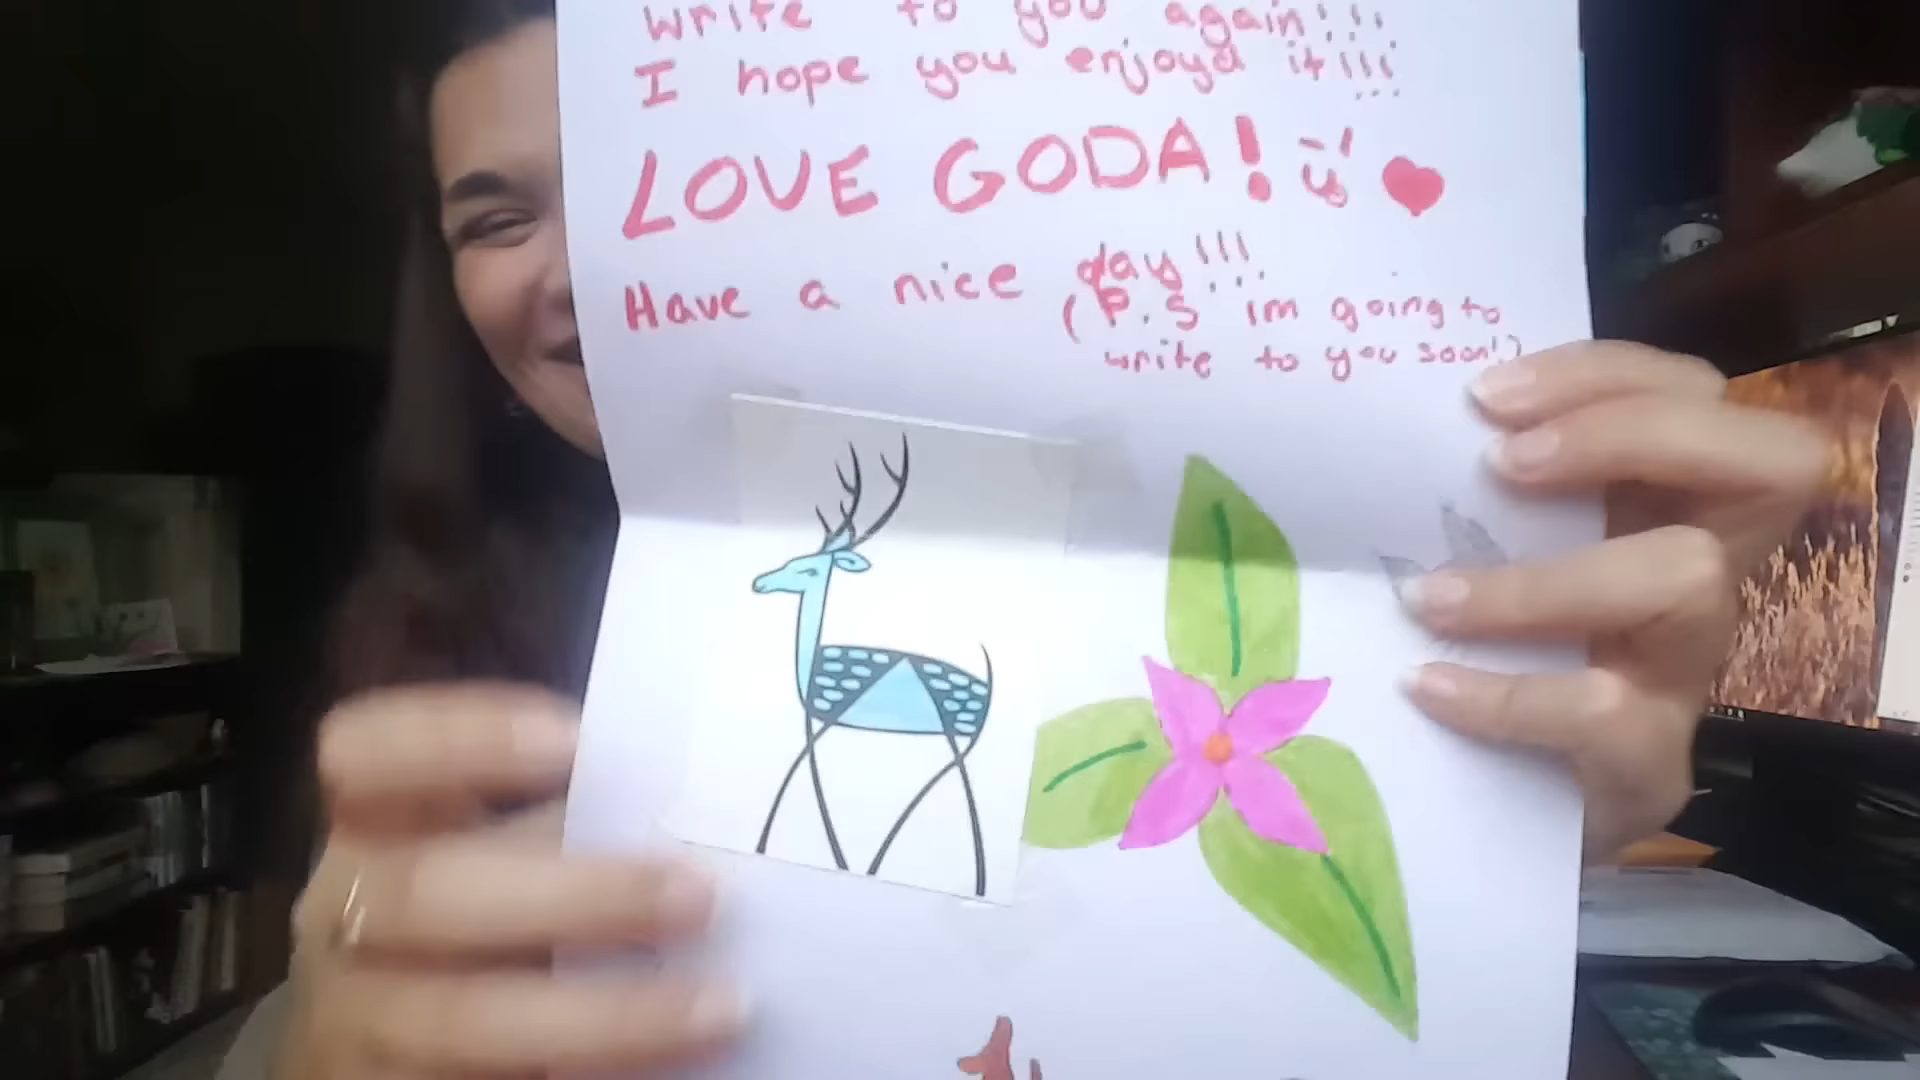 write to you again!!!
I hope you enjoyd it!!!
LOVE GODA!
Have a nice day!!!
(P.S im going to
write to you soon!)